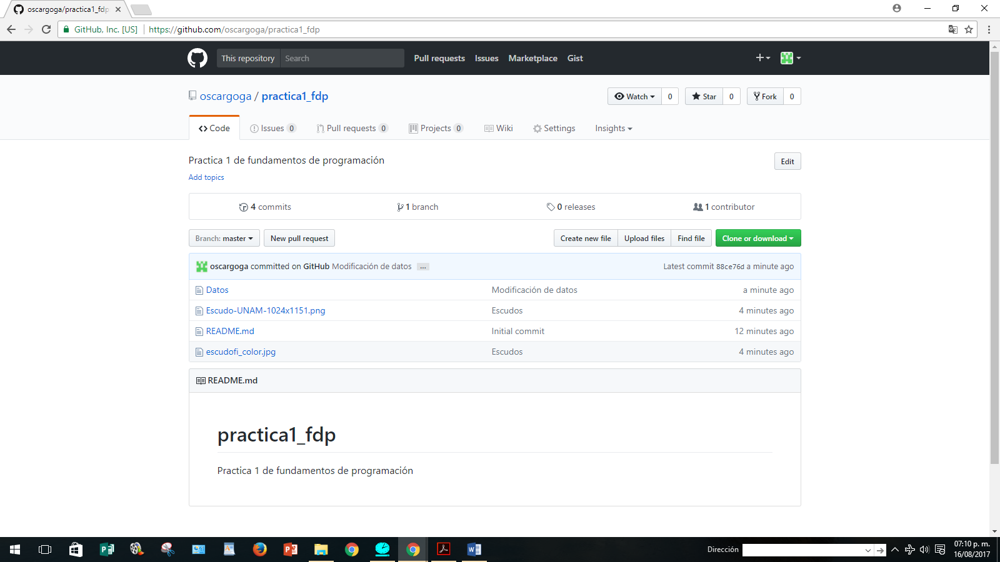 oscargoga/practica1_fdp
GitHub, Inc. [US] https://github.com/oscargoga/practica1_fdp
This repository Search Pull requests Issues Marketplace Gist
oscargoga / practica1_fdp Watch 0 Star 0 Fork 0
Code Issues 0 Pull requests 0 Projects 0 Wiki Settings Insights
Practica 1 de fundamentos de programación Edit
Add topics
4 commits 1 branch 0 releases 1 contributor
Branch: master New pull request Create new file Upload files Find file Clone or download
oscargoga committed on GitHub Modificación de datos ... Latest commit 88ce76d a minute ago
Datos Modificación de datos a minute ago
Escudo-UNAM-1024x1151.png Escudos 4 minutes ago
README.md Initial commit 12 minutes ago
escudofi_color.jpg Escudos 4 minutes ago
README.md
practica1_fdp
Practica 1 de fundamentos de programación
Dirección 07:10 p. m.
16/08/2017